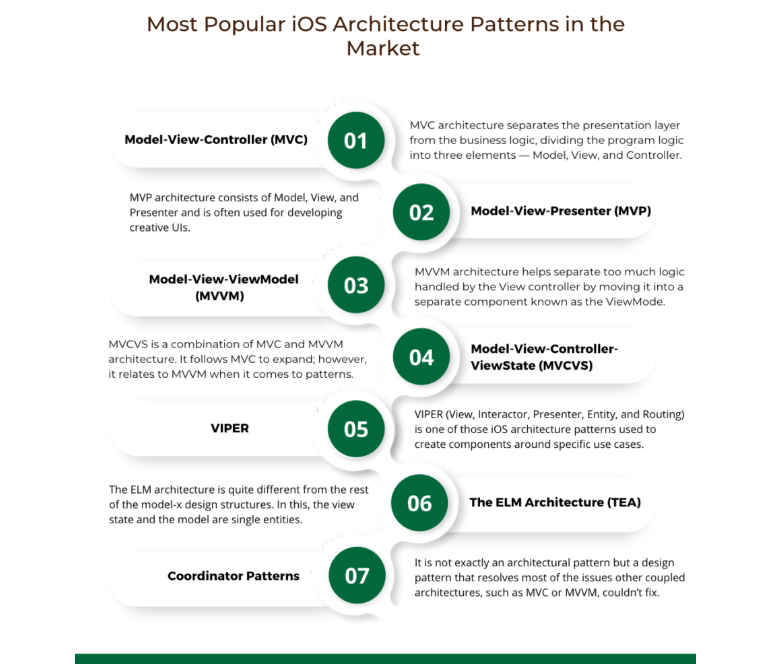 Most Popular iOS Architecture Patterns in the
Market
Model-View-Controller (MVC)
01
MVC architecture separates the presentation layer
from the business logic, dividing the program logic
into three elements — Model, View, and Controller.
MVP architecture consists of Model, View, and
Presenter and is often used for developing
creative UIs.
02
Model-View-Presenter (MVP)
Model-View-ViewModel
(MVVM)
03
MVVM architecture helps separate too much logic
handled by the View controller by moving it into a
separate component known as the ViewMode.
MVCVS is a combination of MVC and MVVM
architecture. It follows MVC to expand; however,
it relates to MVVM when it comes to patterns.
04
Model-View-Controller-
ViewState (MVCVS)
VIPER
05
VIPER (View, Interactor, Presenter, Entity, and Routing)
is one of those iOS architecture patterns used to
create components around specific use cases.
The ELM architecture is quite different from the rest
of the model-x design structures. In this, the view
state and the model are single entities.
06
The ELM Architecture (TEA)
Coordinator Patterns
07
It is not exactly an architectural pattern but a design
pattern that resolves most of the issues other coupled
architectures, such as MVC or MVVM, couldn't fix.